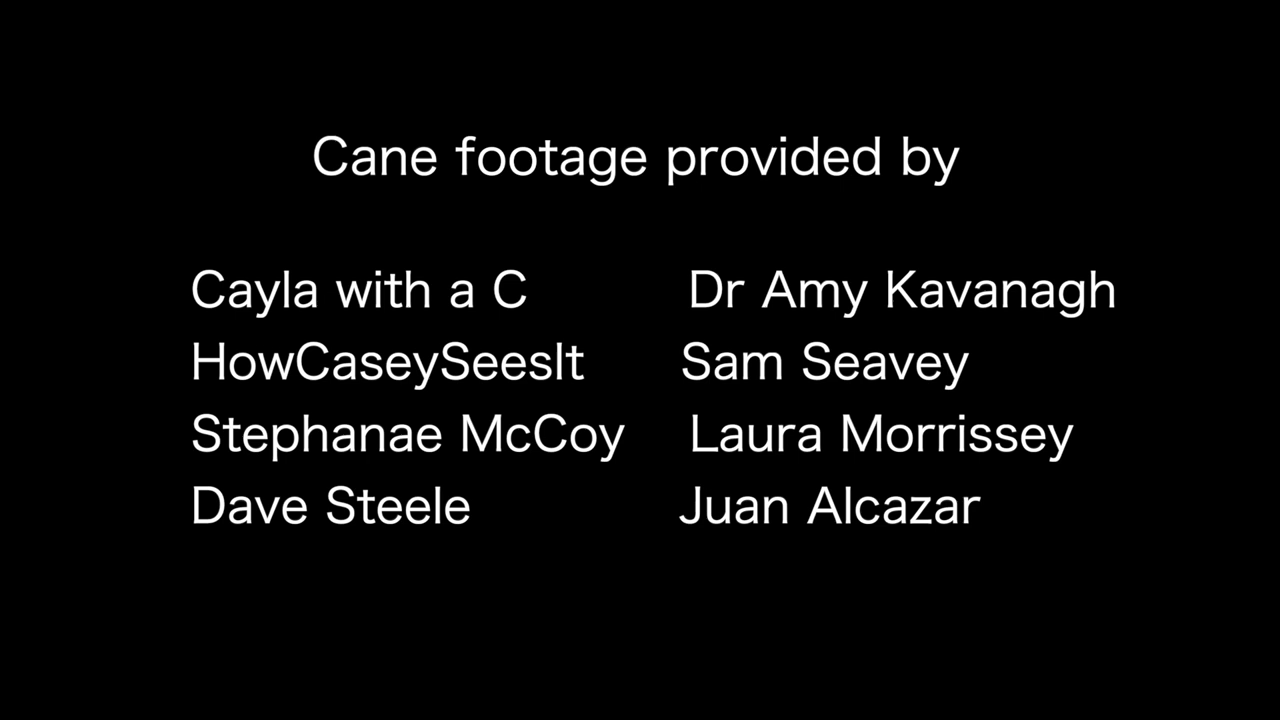 Cane footage provided by
Cayla with a C Dr Amy Kavanagh
HowCaseySeesIt Sam Seavey
Stephanae McCoy Laura Morrissey
Dave Steele Juan Alcazar